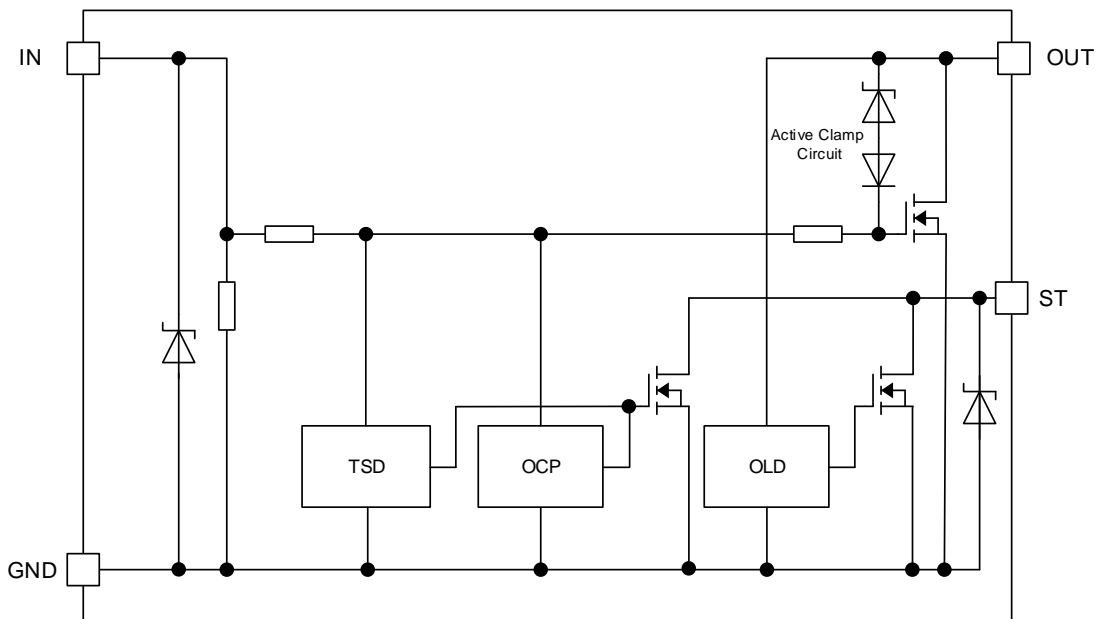 IN
OUT
Active Clamp
Circuit
ST
TSD
OCP
OLD
GND